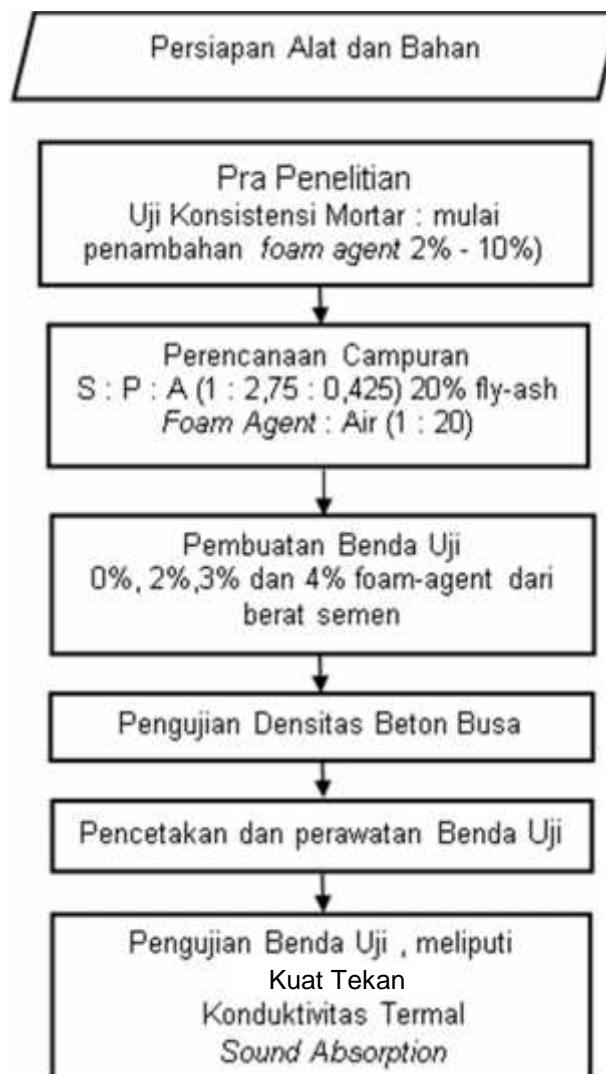 Persiapan Alat dan Bahan
Pra Penelitian
Uji Konsistensi Mortar : mulai
penambahan foam agent 2% - 10%)
Perencanaan Campuran
S : P : A (1 : 2,75 : 0,425) 20% fly-ash
Foam Agent : Air (1 : 20)
Pembuatan Benda Uji
0%, 2%,3% dan 4% foam-agent dari
berat semen
Pengujian Densitas Beton Busa
Pencetakan dan perawatan Benda Uji
Pengujian Benda Uji , meliputi
Kuat Tekan
Konduktivitas Termal
Sound Absorption